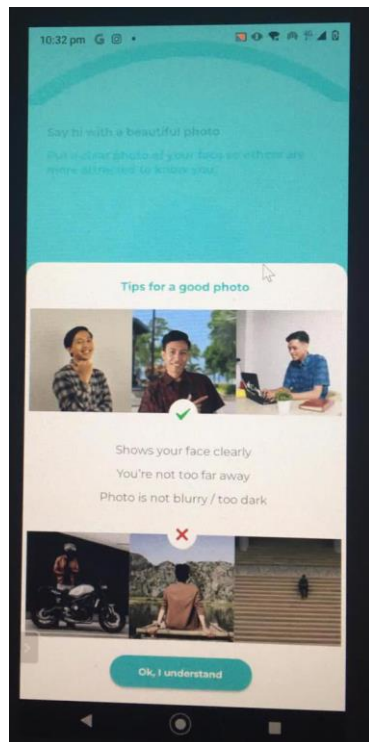 10:32 pm G
Say hi with a beautiful photo
Put a clear photo of your face so others are
more attracted to know you.
Tips for a good photo
Shows your face clearly
You're not too far away
Photo is not blurry / too dark
Ok, I understand